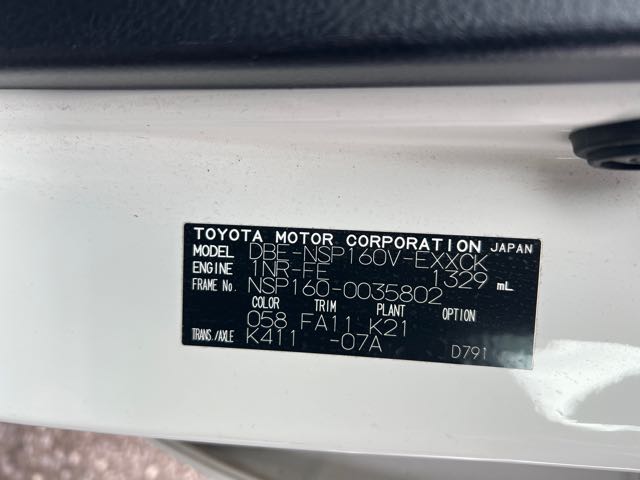 TOYOTA MOTOR CORPORATION JAPAN
MODEL DBE-NSP160V-EXXCK
ENGINE 1NR-FE 1329 mL
FRAME No. NSP160-0035802
COLOR TRIM PLANT OPTION
058 FA11 K21
TRANS./AXLE K411 -07A D791